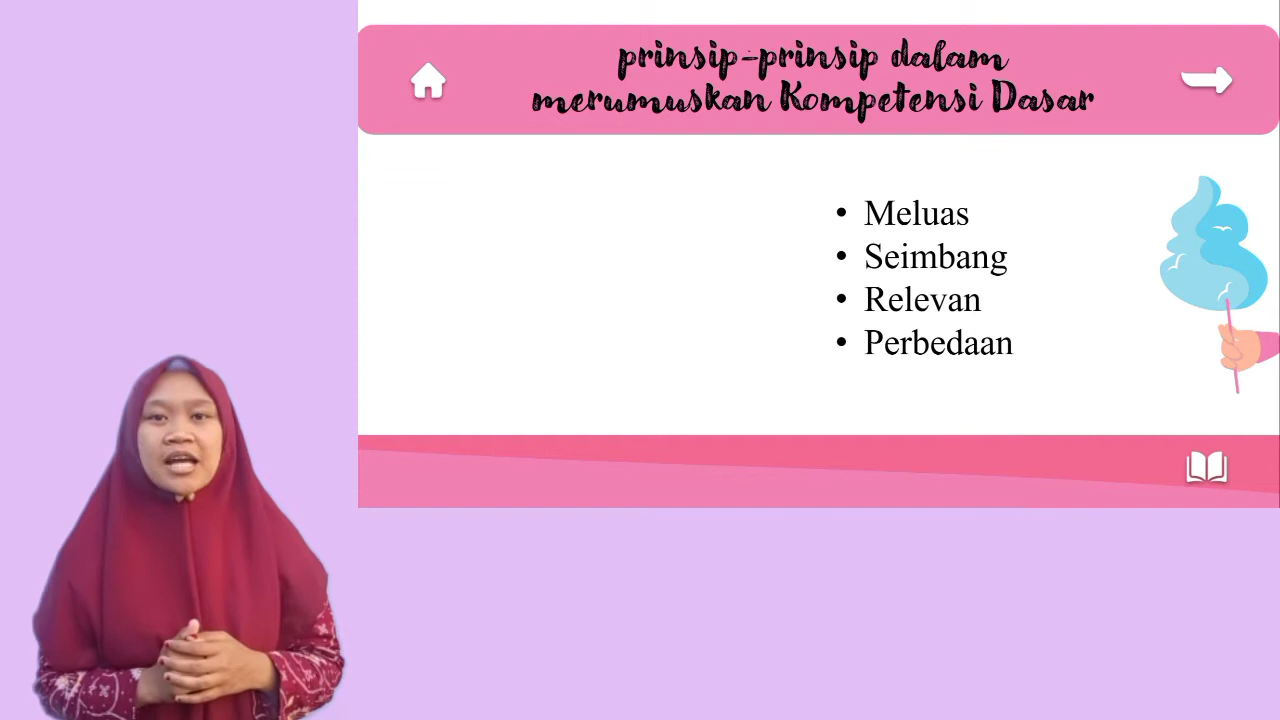 prinsip-prinsip dalam
merumuskan Kompetensi Dasar
• Meluas
• Seimbang
• Relevan
• Perbedaan